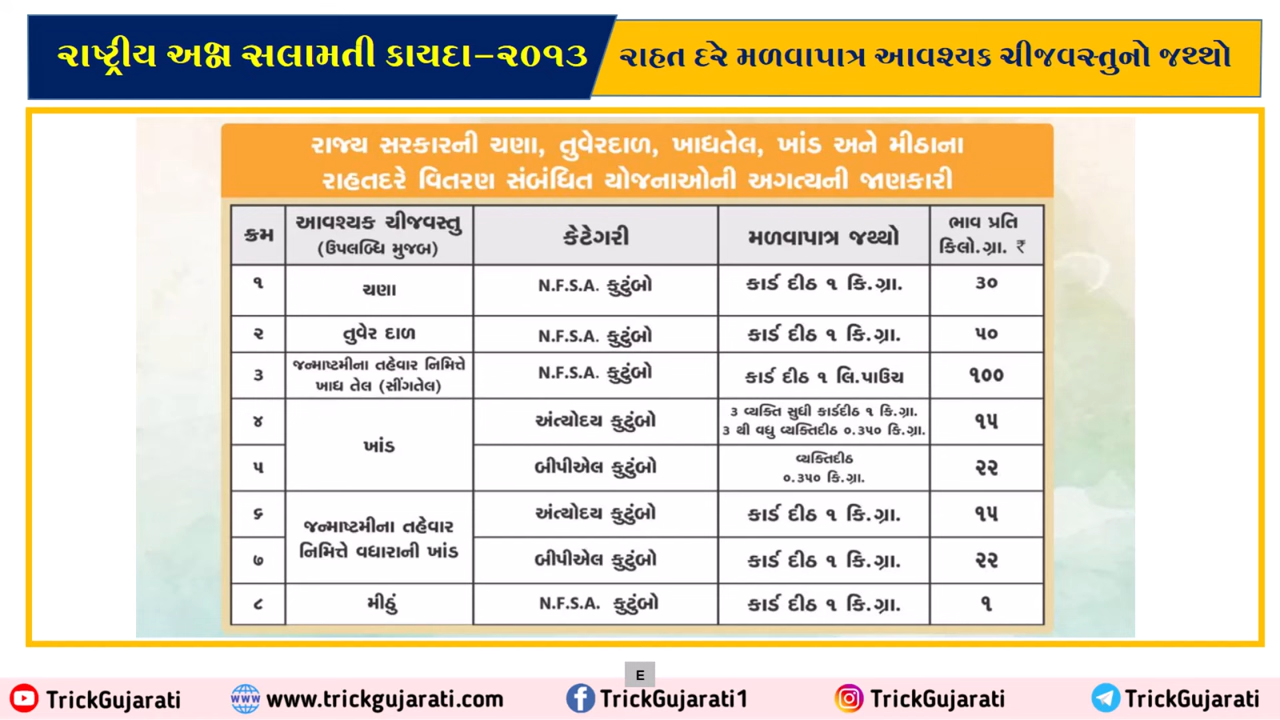 રાષ્ટ્રીય અન્ન સલામતી કાયદા–૨૦૧૩
રાહત દરે મળવાપાત્ર આવશ્યક ચીજવસ્તુનો જથ્થો
રાજ્ય સરકારની ચણા, તુવેરદાળ, ખાદ્યતેલ, ખાંડ અને મીઠાના
રાહતદરે વિતરણ સંબંધિત યોજનાઓની અગત્યની જાણકારી
ક્રમ આવશ્યક ચીજવસ્તુ (ઉપલબ્ધિ મુજબ) કેટેગરી મળવાપાત્ર જથ્થો ભાવ પ્રતિ કિલો.ગ્રા. ₹
૧ ચણા N.F.S.A. કુટુંબો કાર્ડ દીઠ ૧ કિ.ગ્રા. ૩૦
૨ તુવેર દાળ N.F.S.A. કુટુંબો કાર્ડ દીઠ ૧ કિ.ગ્રા. ૫૦
૩ જન્માષ્ટમીના તહેવાર નિમિત્તે ખાદ્ય તેલ (સીંગતેલ) N.F.S.A. કુટુંબો કાર્ડ દીઠ ૧ લિ.પાઉચ ૧૦૦
૪ ખાંડ અંત્યોદય કુટુંબો ૩ વ્યક્તિ સુધી કાર્ડદીઠ ૧ કિ.ગ્રા. ૩ થી વધુ વ્યક્તિદીઠ ૦.૩૫૦ કિ.ગ્રા. ૧૫
૫ બીપીએલ કુટુંબો વ્યક્તિદીઠ ૦.૩૫૦ કિ.ગ્રા. ૨૨
૬ જન્માષ્ટમીના તહેવાર નિમિત્તે વધારાની ખાંડ અંત્યોદય કુટુંબો કાર્ડ દીઠ ૧ કિ.ગ્રા. ૧૫
૭ બીપીએલ કુટુંબો કાર્ડ દીઠ ૧ કિ.ગ્રા. ૨૨
૮ મીઠું N.F.S.A. કુટુંબો કાર્ડ દીઠ ૧ કિ.ગ્રા. ૧
E
TrickGujarati www.trickgujarati.com TrickGujarati1 TrickGujarati TrickGujarati